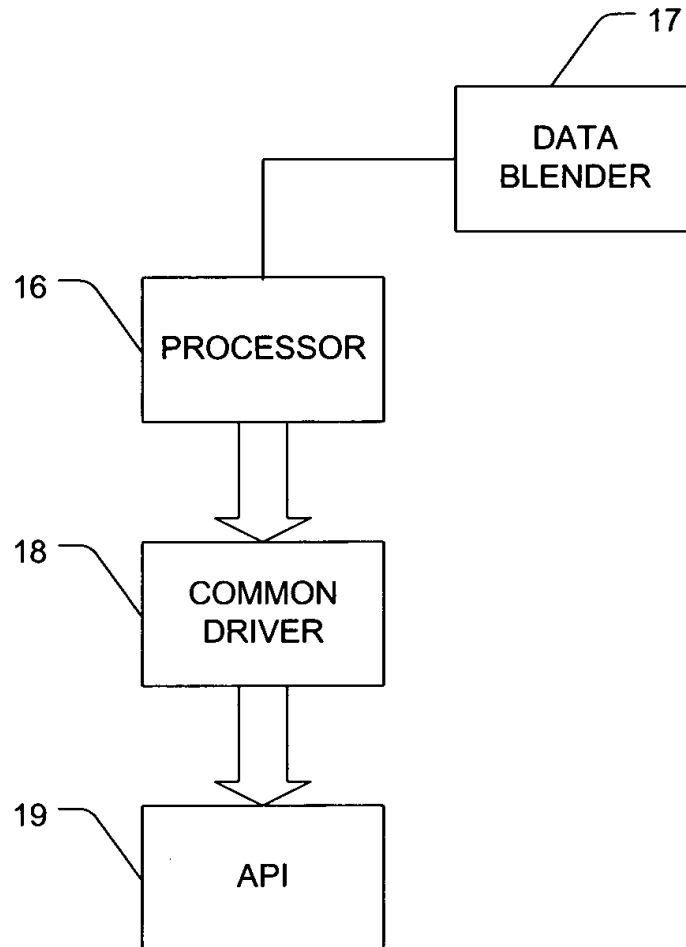 17
DATA
BLENDER
16
PROCESSOR
18
COMMON
DRIVER
19
API